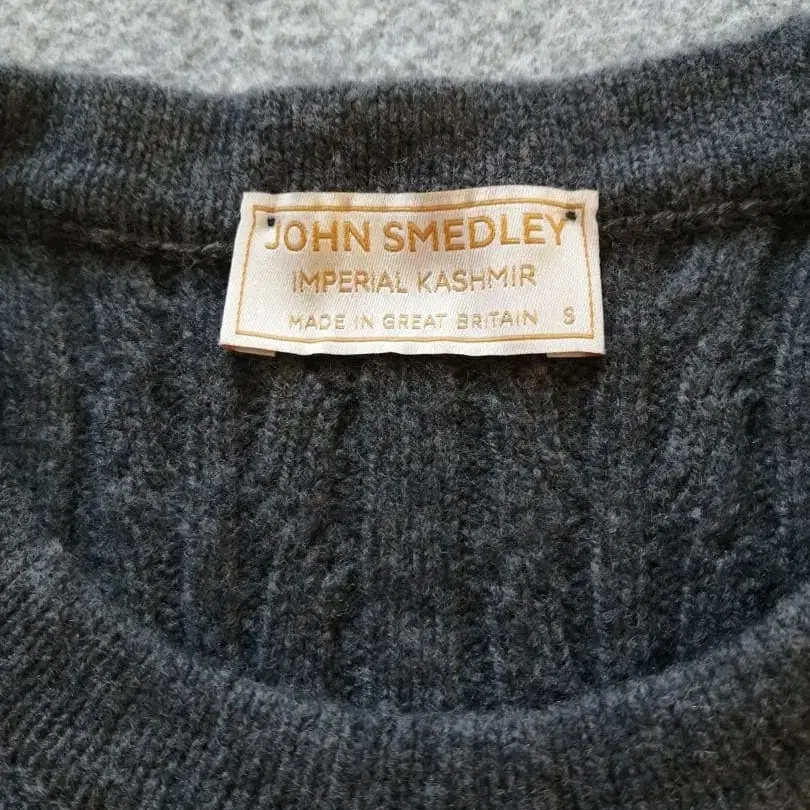 JOHN SMEDLEY
IMPERIAL KASHMIR
MADE IN GREAT BRITAIN S